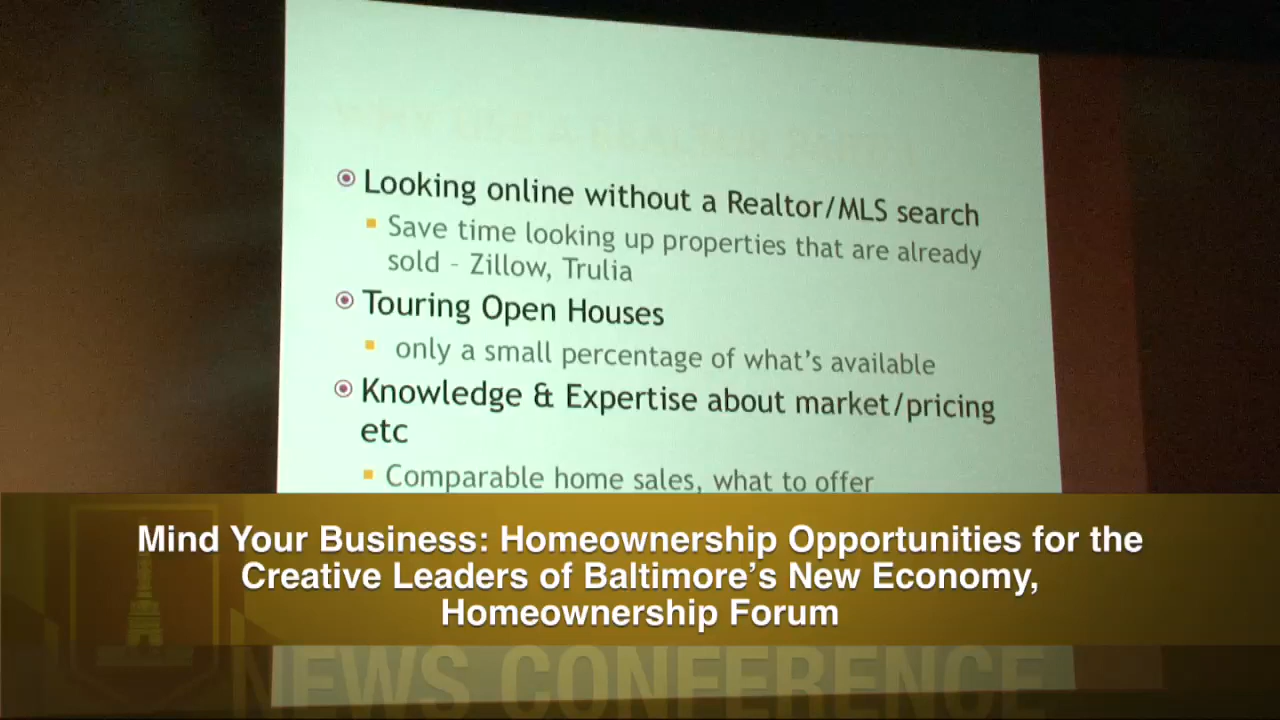 Looking online without a Realtor/MLS search
Save time looking up properties that are already
sold - Zillow, Trulia
Touring Open Houses
only a small percentage of what's available
Knowledge & Expertise about market/pricing
etc
Comparable home sales, what to offer
Mind Your Business: Homeownership Opportunities for the
Creative Leaders of Baltimore's New Economy,
Homeownership Forum
NEWS CONFERENCE